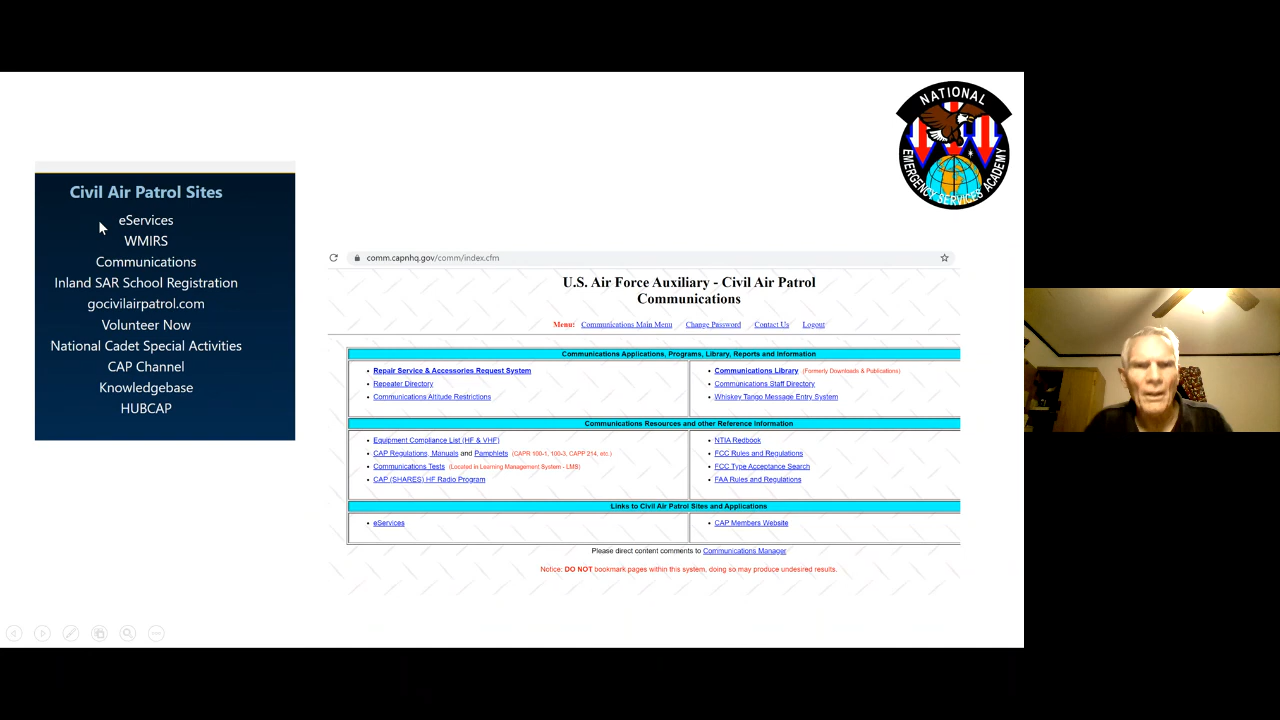 NATIONAL
EMERGENCY SERVICES ACADEMY
Civil Air Patrol Sites
eServices
WMIRS
Communications
Inland SAR School Registration
gocivilairpatrol.com
Volunteer Now
National Cadet Special Activities
CAP Channel
Knowledgebase
HUBCAP
comm.capnhq.gov/comm/index.cfm
U.S. Air Force Auxiliary - Civil Air Patrol
Communications
Menu: Communications Main Menu Change Password Contact Us Logout
Communications Applications, Programs, Library, Reports and Information
• Repair Service & Accessories Request System
• Repeater Directory
• Communications Altitude Restrictions
• Communications Library (Formerly Downloads & Publications)
• Communications Staff Directory
• Whiskey Tango Message Entry System
Communications Resources and other Reference Information
• Equipment Compliance List (HF & VHF)
• CAP Regulations, Manuals and Pamphlets (CAPR 100-1, 100-3, CAPP 214, etc.)
• Communications Tests (Located in Learning Management System - LMS)
• CAP (SHARES) HF Radio Program
• NTIA Redbook
• FCC Rules and Regulations
• FCC Type Acceptance Search
• FAA Rules and Regulations
Links to Civil Air Patrol Sites and Applications
• eServices
• CAP Members Website
Please direct content comments to Communications Manager
Notice: DO NOT bookmark pages within this system, doing so may produce undesired results.